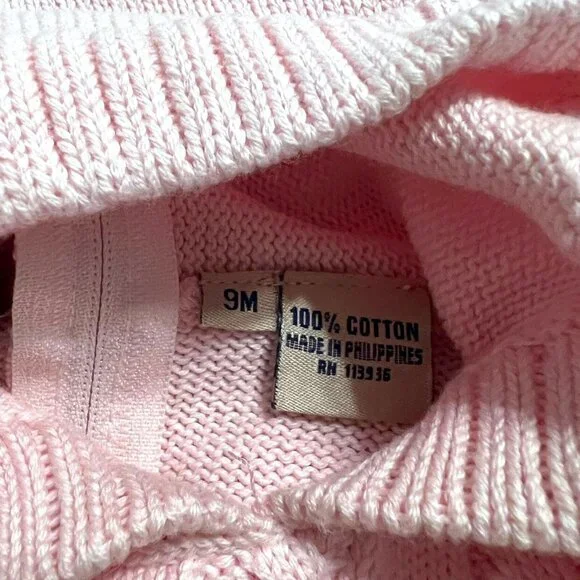 9M
100% COTTON
MADE IN PHILIPPINES
RN 113936